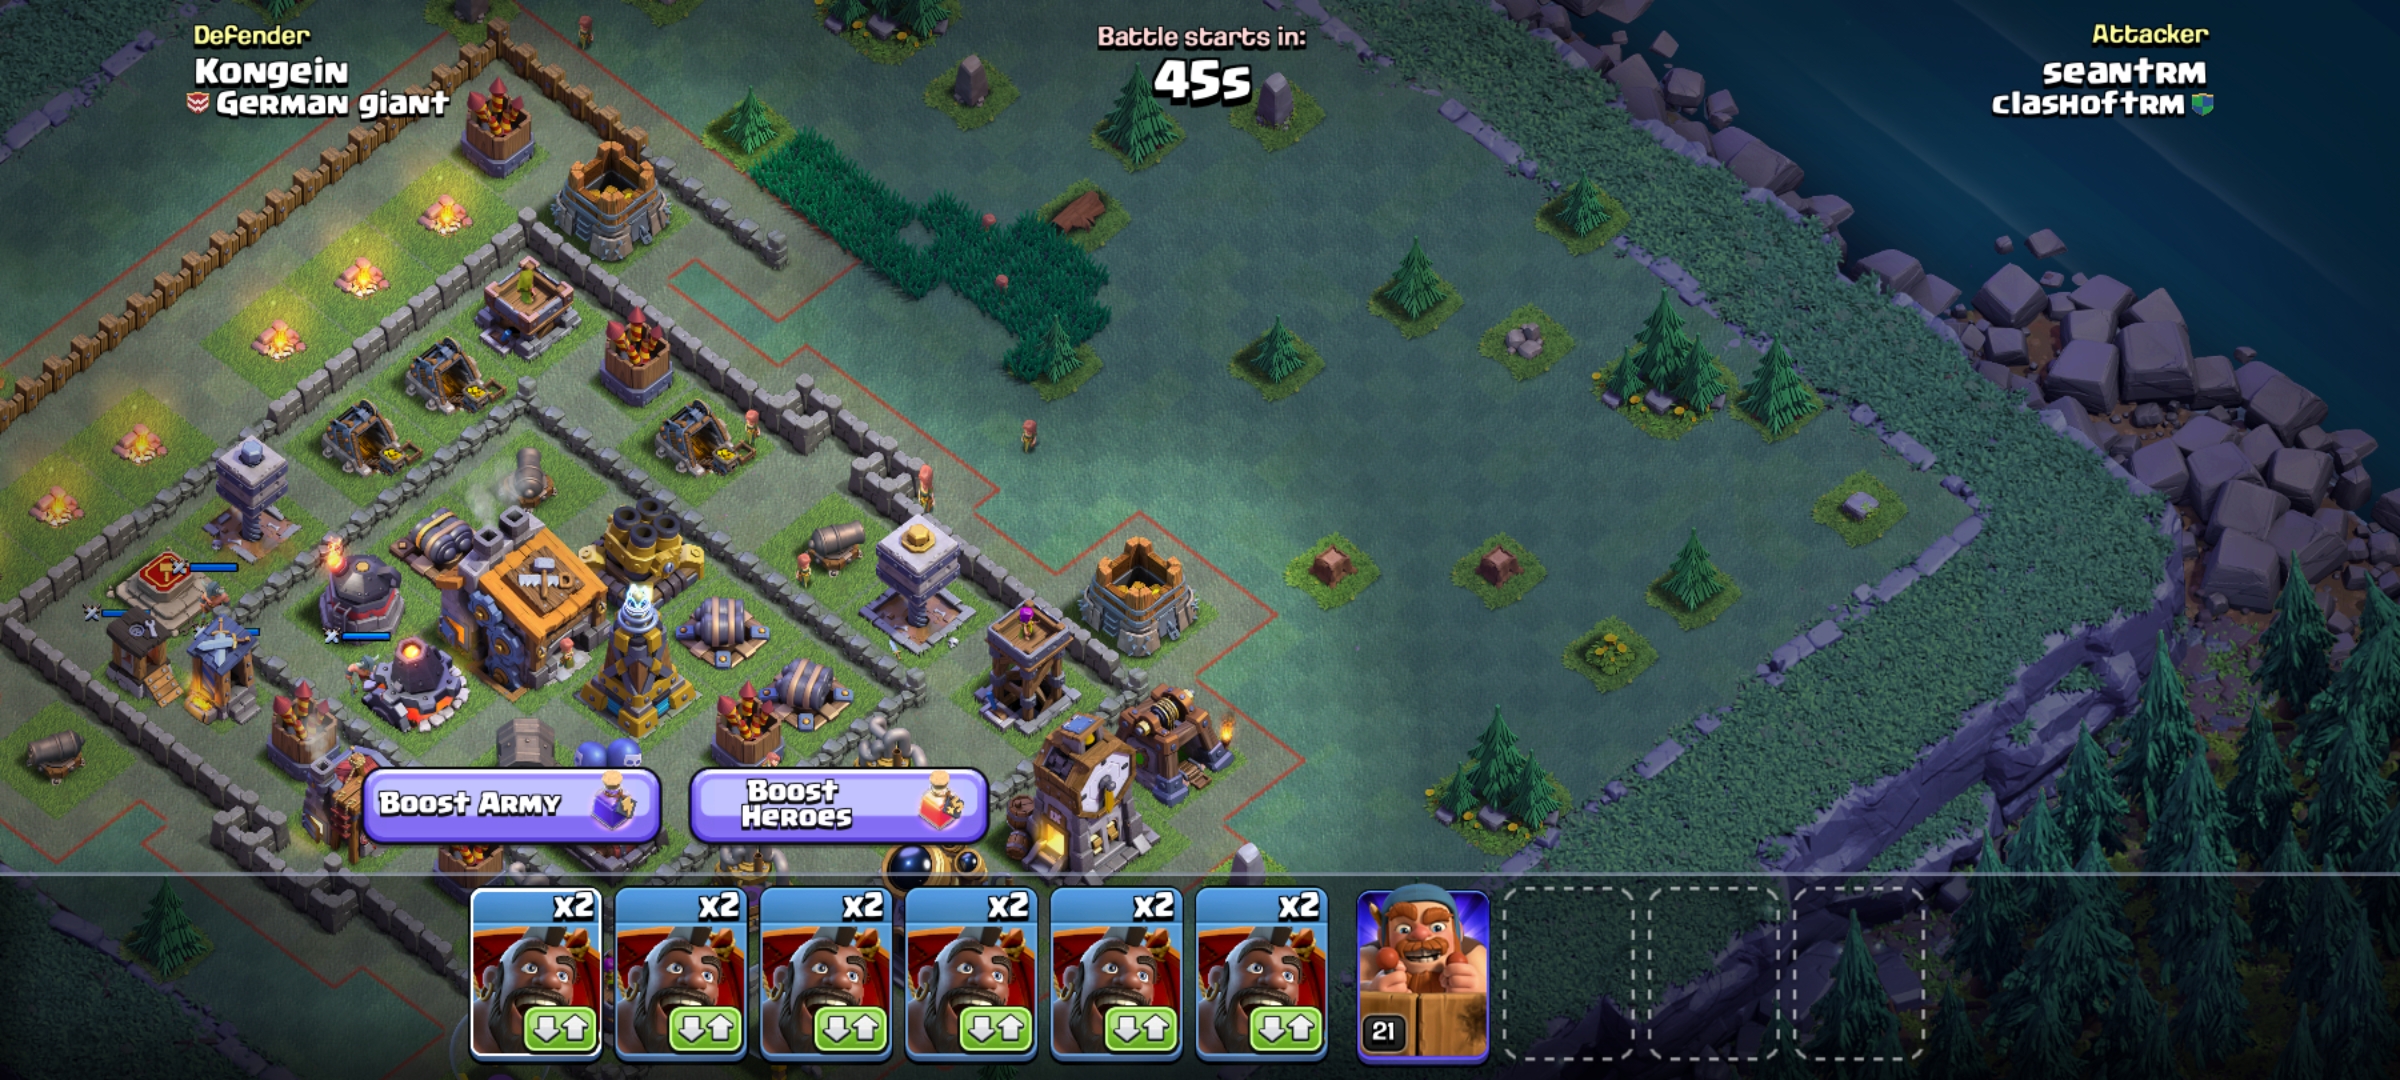 Defender
Kongein
German giant
Battle starts in:
45s
Attacker
seantRM
clashoftRM
Boost Army
Boost
Heroes
x2
x2
x2
x2
x2
x2
21